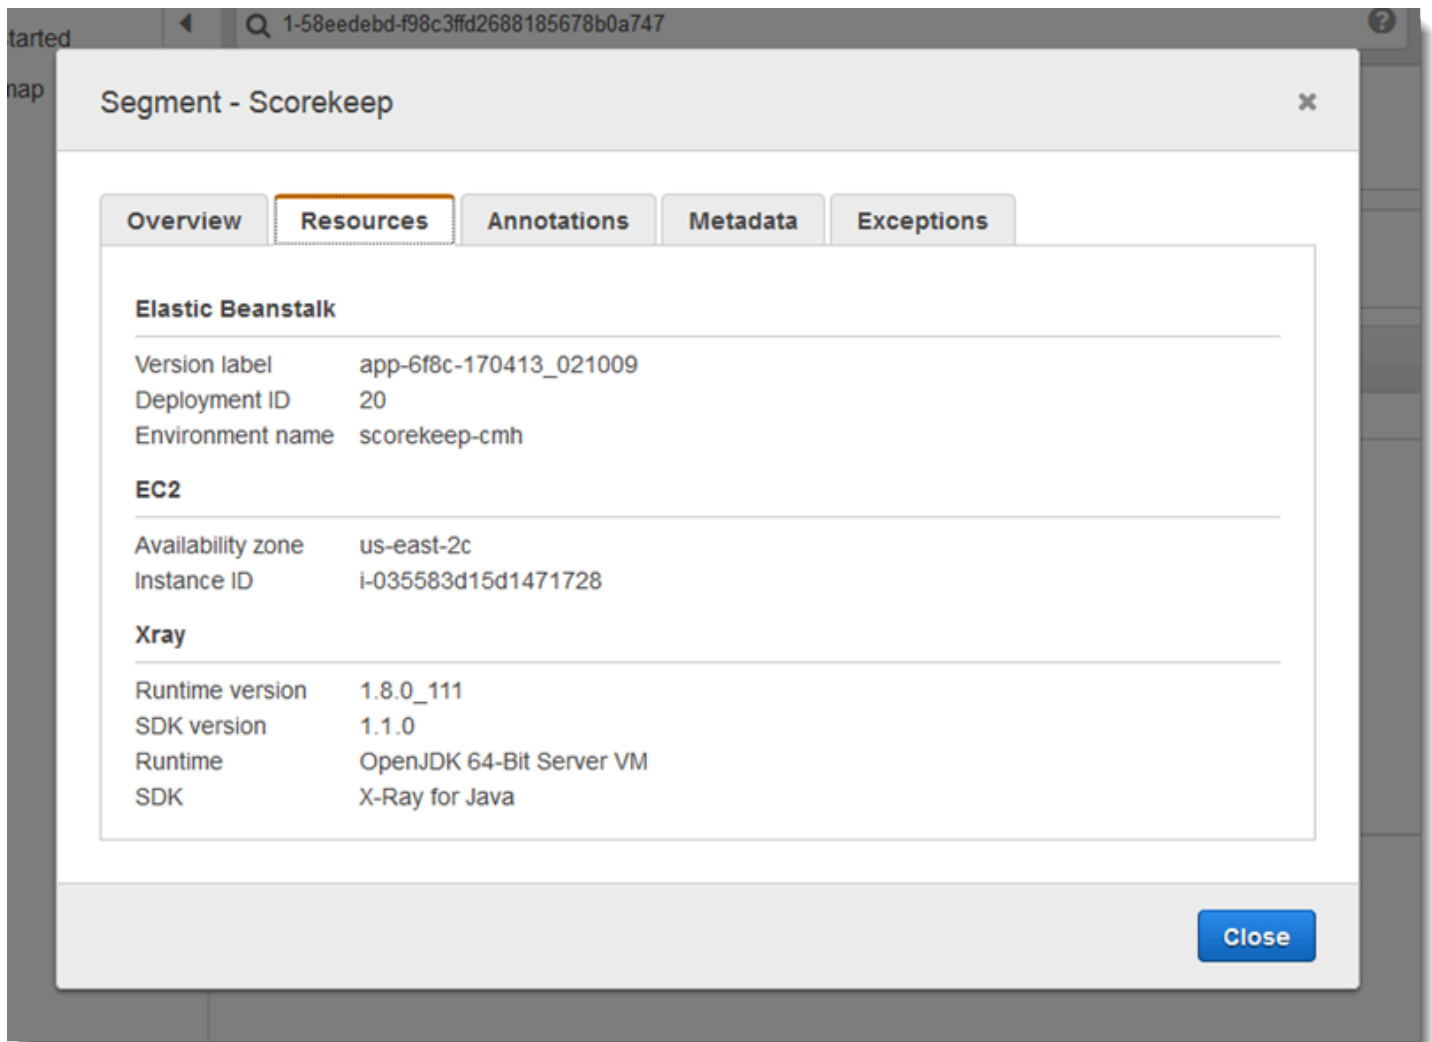 tarted
1-58eedebd-f98c3ffd2688185678b0a747
?
map
Segment - Scorekeep
×
Overview Resources Annotations Metadata Exceptions
Elastic Beanstalk
Version label app-6f8c-170413_021009
Deployment ID 20
Environment name scorekeep-cmh
EC2
Availability zone us-east-2c
Instance ID i-035583d15d1471728
Xray
Runtime version 1.8.0_111
SDK version 1.1.0
Runtime OpenJDK 64-Bit Server VM
SDK X-Ray for Java
Close